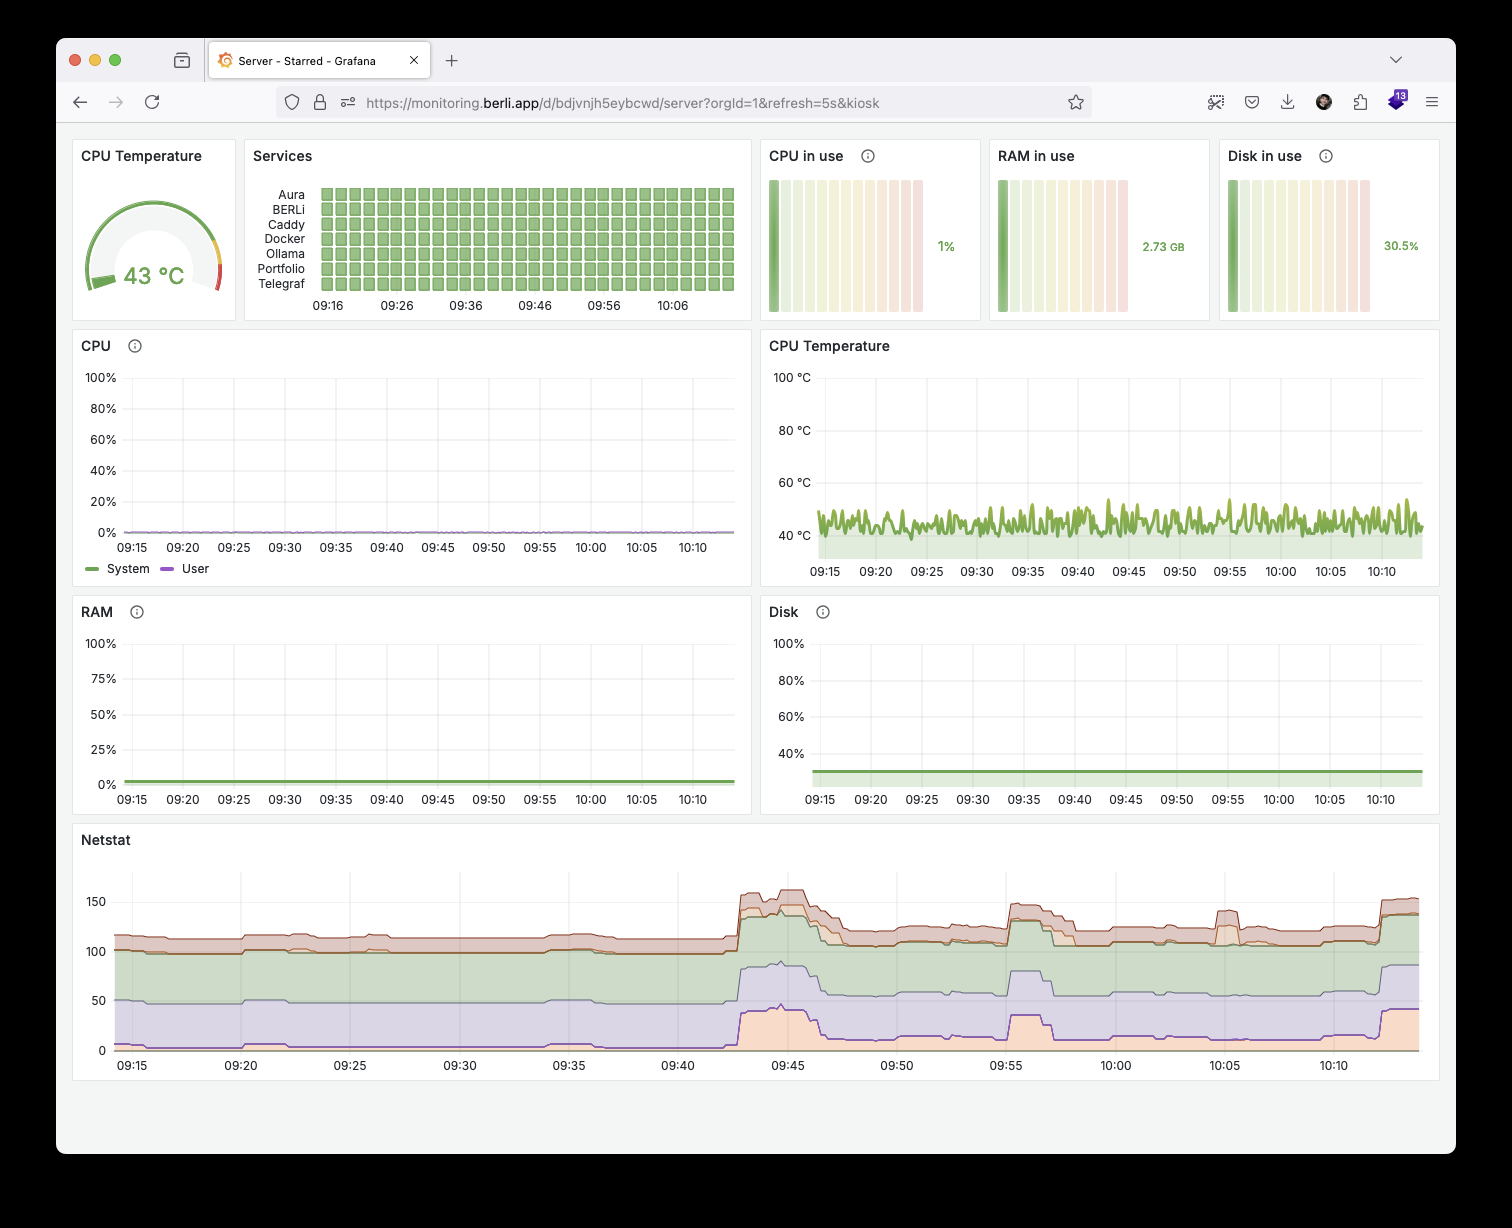 Server - Starred - Grafana
https://monitoring.berli.app/d/bdjvnjh5eybcwd/server?orgId=1&refresh=5s&kiosk
13
CPU Temperature
43 °C
Services
Aura
BERLi
Caddy
Docker
Ollama
Portfolio
Telegraf
09:16 09:26 09:36 09:46 09:56 10:06
CPU in use
1%
RAM in use
2.73 GB
Disk in use
30.5%
CPU
100%
80%
60%
40%
20%
0%
09:15 09:20 09:25 09:30 09:35 09:40 09:45 09:50 09:55 10:00 10:05 10:10
System User
CPU Temperature
100 °C
80 °C
60 °C
40 °C
09:15 09:20 09:25 09:30 09:35 09:40 09:45 09:50 09:55 10:00 10:05 10:10
RAM
100%
75%
50%
25%
0%
09:15 09:20 09:25 09:30 09:35 09:40 09:45 09:50 09:55 10:00 10:05 10:10
Disk
100%
80%
60%
40%
09:15 09:20 09:25 09:30 09:35 09:40 09:45 09:50 09:55 10:00 10:05 10:10
Netstat
150
100
50
0
09:15 09:20 09:25 09:30 09:35 09:40 09:45 09:50 09:55 10:00 10:05 10:10